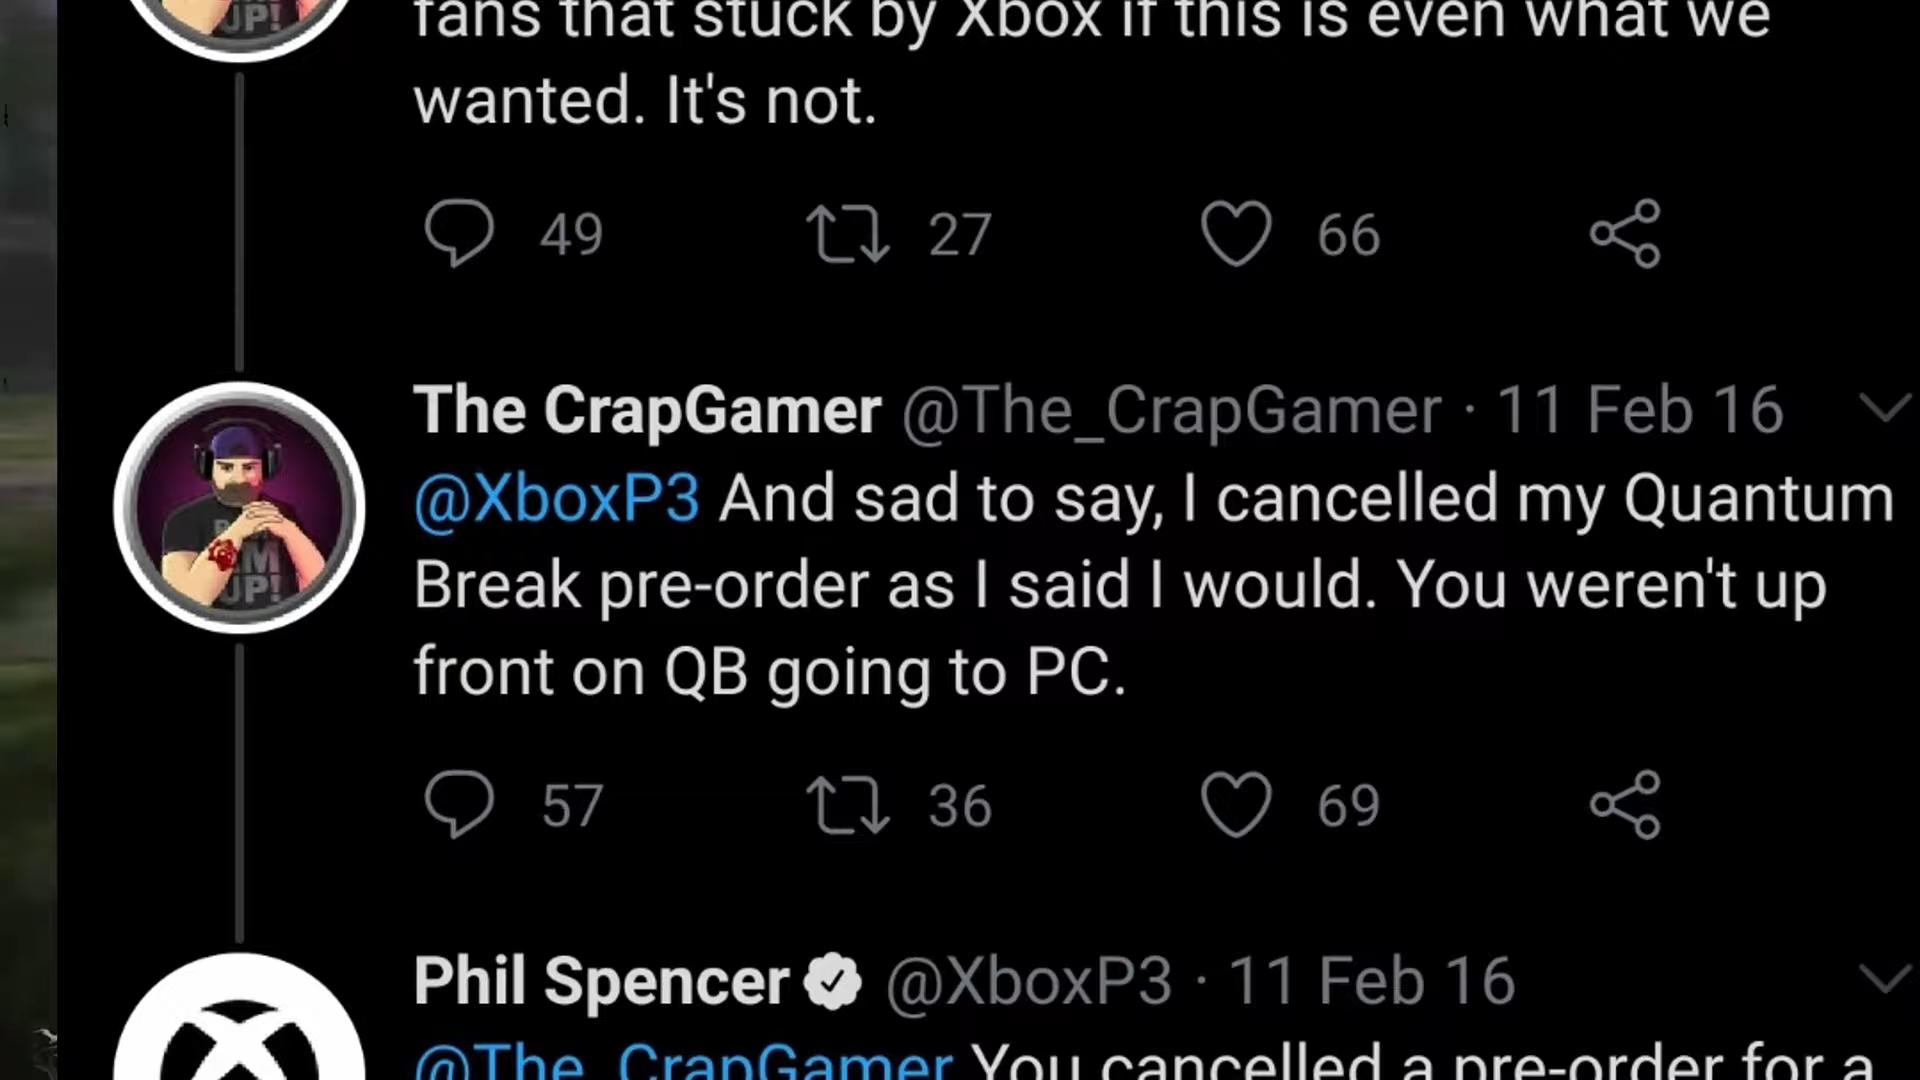 fans that stuck by Xbox if this is even what we
wanted. It's not.
49 27 66
The CrapGamer @The_CrapGamer · 11 Feb 16
@XboxP3 And sad to say, I cancelled my Quantum
Break pre-order as I said I would. You weren't up
front on QB going to PC.
57 36 69
Phil Spencer @XboxP3 · 11 Feb 16
@The_CrapGamer You cancelled a pre-order for a